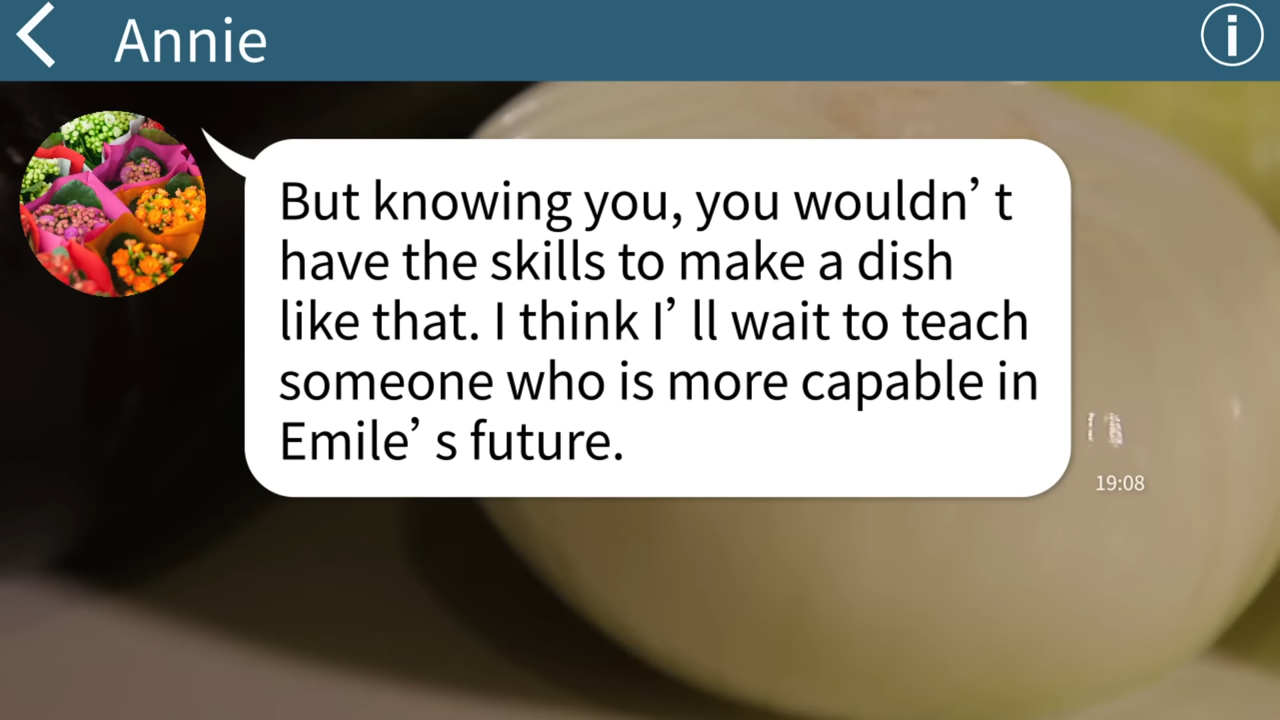 Annie
But knowing you, you wouldn’ t
have the skills to make a dish
like that. I think I’ ll wait to teach
someone who is more capable in
Emile’ s future.
19:08